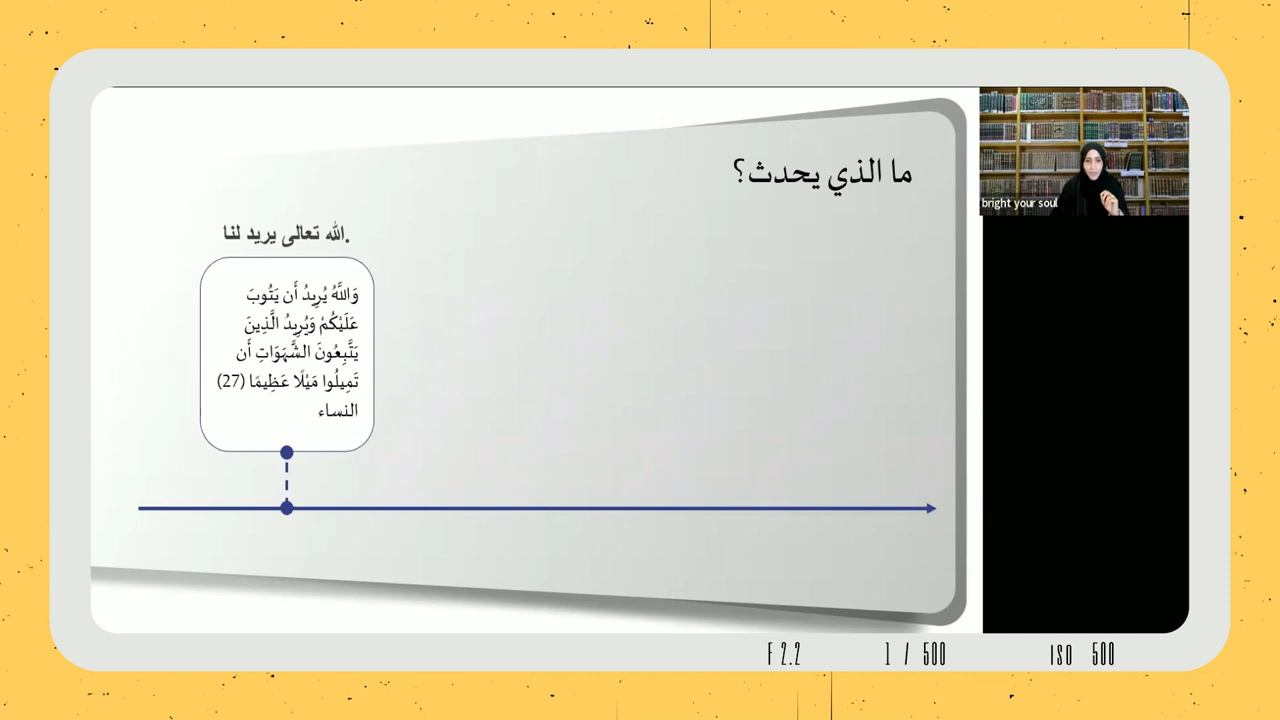 ما الذي يحدث؟
الله تعالى يريد لنا.
وَاللَّهُ يُرِيدُ أَن يَتُوبَ
عَلَيْكُمْ وَيُرِيدُ الَّذِينَ
يَتَّبِعُونَ الشَّهَوَاتِ أَن
تَمِيلُوا مَيْلًا عَظِيمًا (27)
النساء
bright your soul
F 2.2 1 / 500 ISO 500